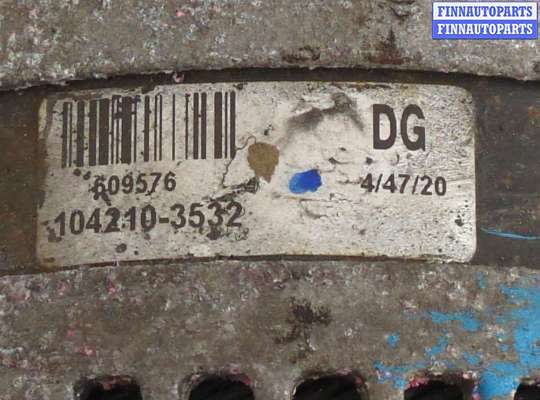 FINNAUTOPARTS
FINNAUTOPARTS
DG
609576
4/47/20
104210-3532